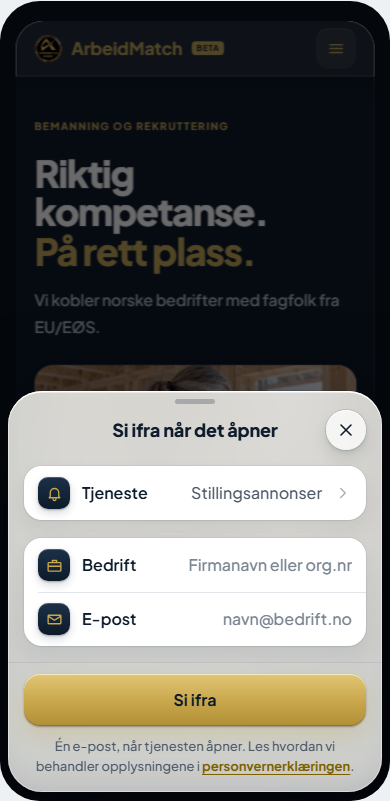 ArbeidMatch BETA
BEMANNING OG REKRUTTERING
Riktig
kompetanse.
På rett plass.
Vi kobler norske bedrifter med fagfolk fra
EU/EØS.
Si ifra når det åpner
Tjeneste Stillingsannonser
Bedrift Firmanavn eller org.nr
E-post navn@bedrift.no
Si ifra
Én e-post, når tjenesten åpner. Les hvordan vi
behandler opplysningene i personvernerklæringen.